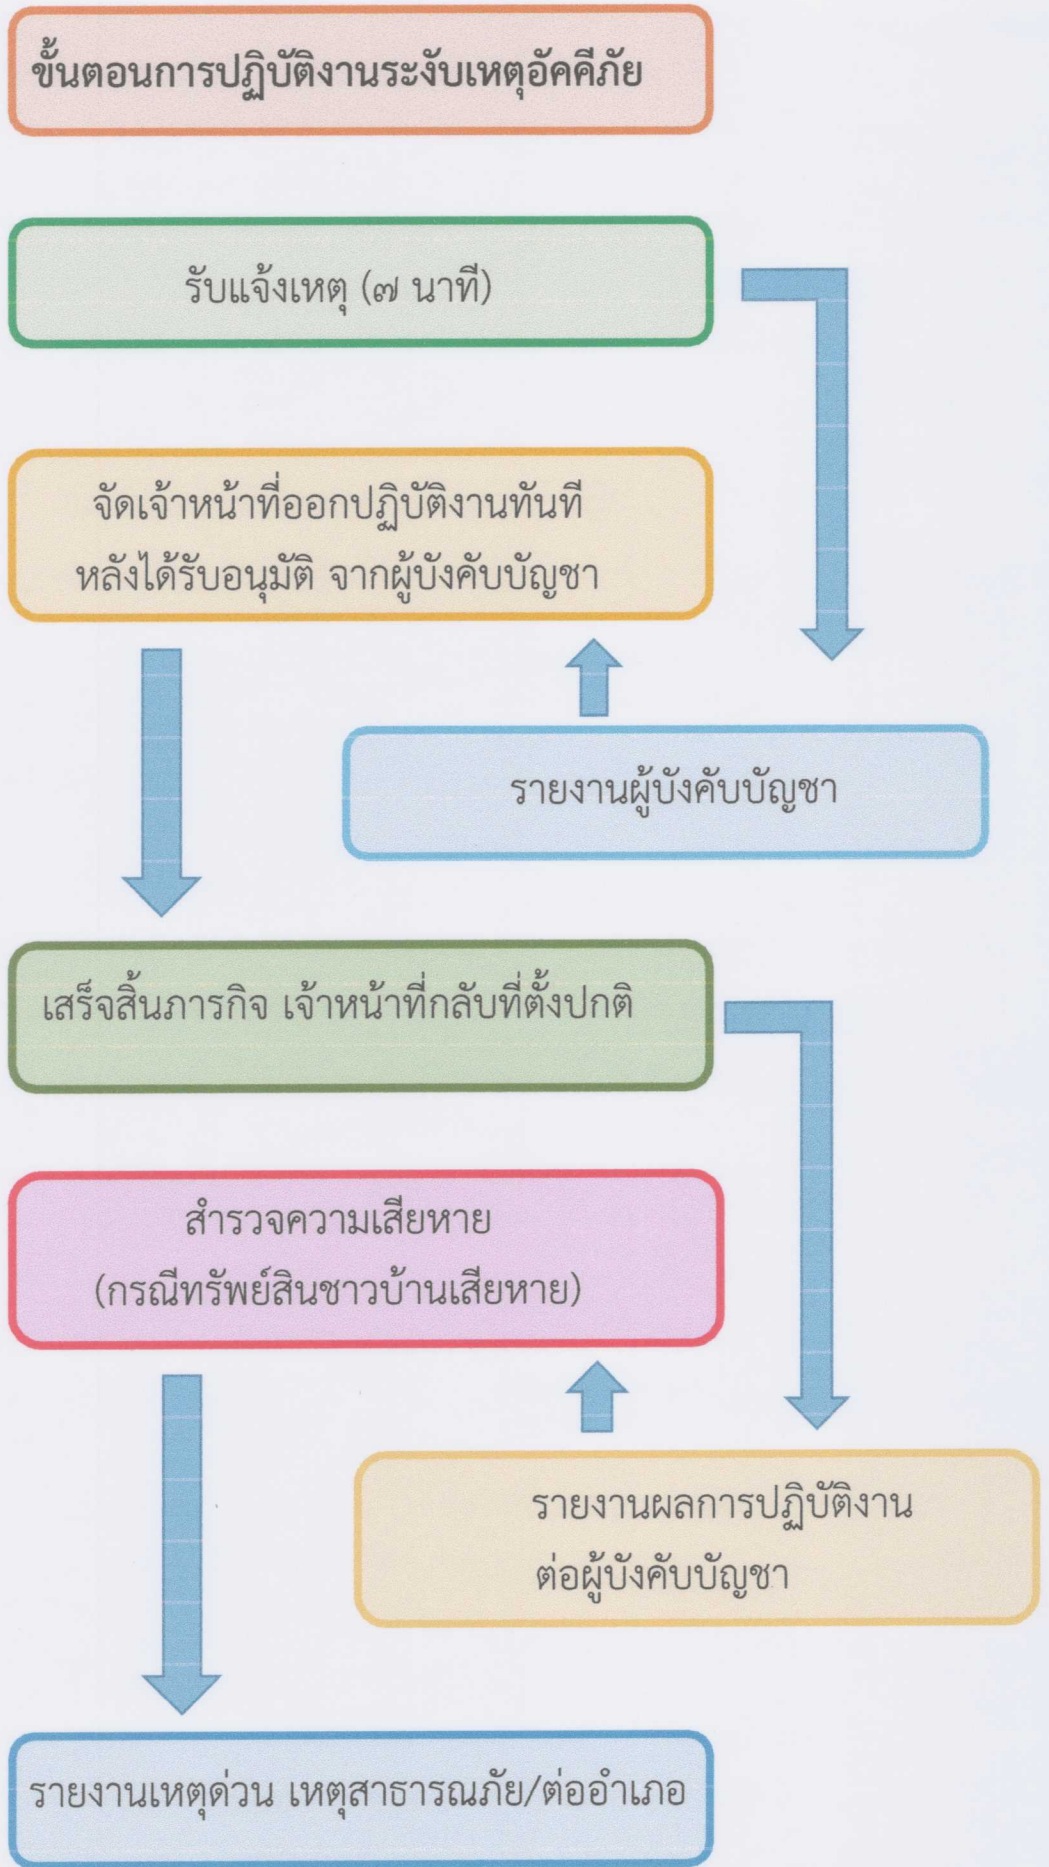 ขั้นตอนการปฏิบัติงานระงับเหตุอัคคีภัย
รับแจ้งเหตุ (๗ นาที)
จัดเจ้าหน้าที่ออกปฏิบัติงานทันที
หลังได้รับอนุมัติ จากผู้บังคับบัญชา
รายงานผู้บังคับบัญชา
เสร็จสิ้นภารกิจ เจ้าหน้าที่กลับที่ตั้งปกติ
สำรวจความเสียหาย
(กรณีทรัพย์สินชาวบ้านเสียหาย)
รายงานผลการปฏิบัติงาน
ต่อผู้บังคับบัญชา
รายงานเหตุด่วน เหตุสาธารณภัย/ต่ออำเภอ